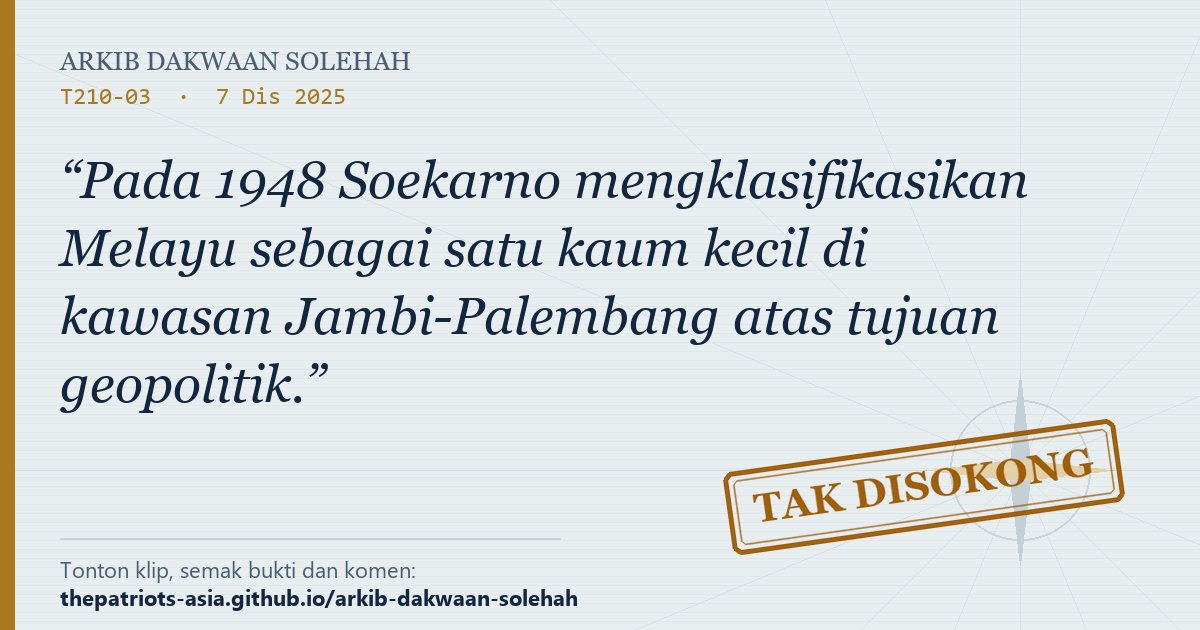 ARKIB DAKWAAN SOLEHAH
T210-03 · 7 Dis 2025
“Pada 1948 Soekarno mengklasifikasikan
Melayu sebagai satu kaum kecil di
kawasan Jambi-Palembang atas tujuan
geopolitik.”
TAK DISOKONG
Tonton klip, semak bukti dan komen:
thepatriots-asia.github.io/arkib-dakwaan-solehah